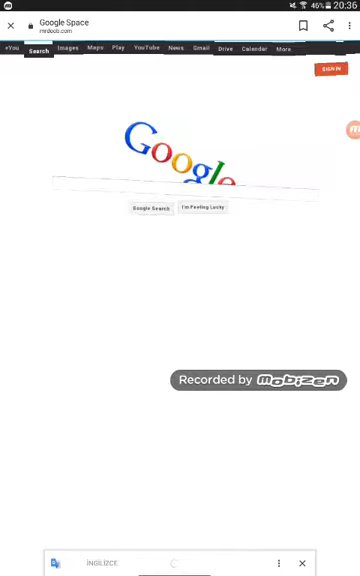 46% 20:36
Google Space
mrdoob.com
+You Search Images Maps Play YouTube News Gmail Drive Calendar More
SIGN IN
Google
Google Search I'm Feeling Lucky
Recorded by mobizen
İNGİLİZCE